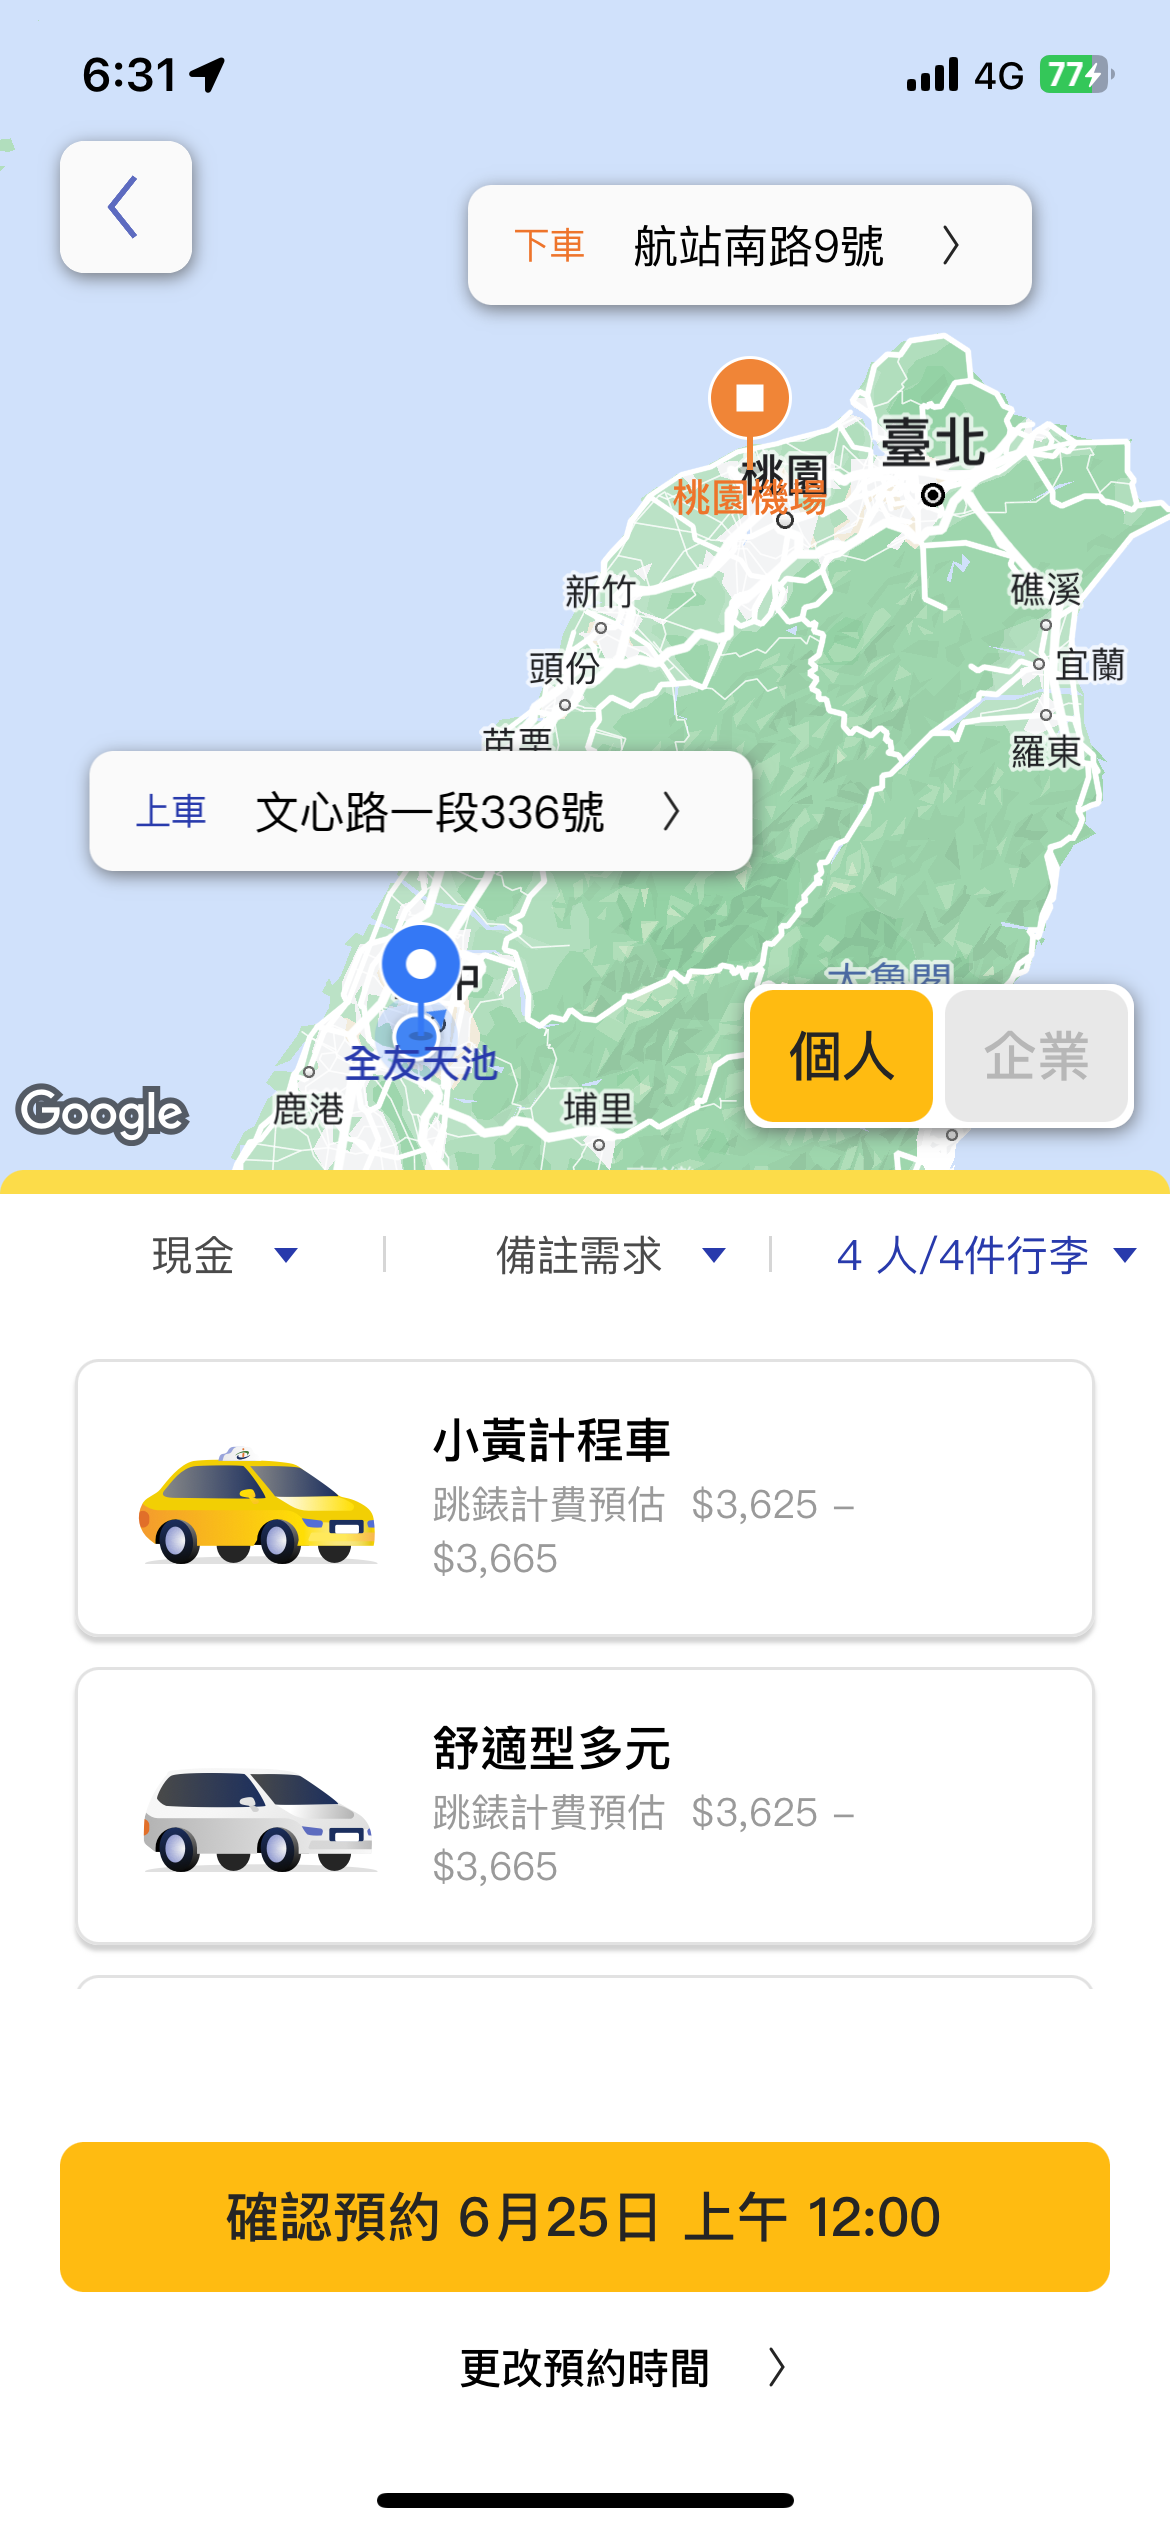 6:31
4G
77
下車 航站南路9號
臺北
桃園
桃園機場
新竹
礁溪
頭份
宜蘭
苗栗
羅東
上車 文心路一段336號
太魯閣
個人 企業
全友天池
Google
鹿港
埔里
現金
備註需求
4 人/4件行李
小黃計程車
跳錶計費預估 $3,625 –
$3,665
舒適型多元
跳錶計費預估 $3,625 –
$3,665
確認預約 6月25日 上午 12:00
更改預約時間